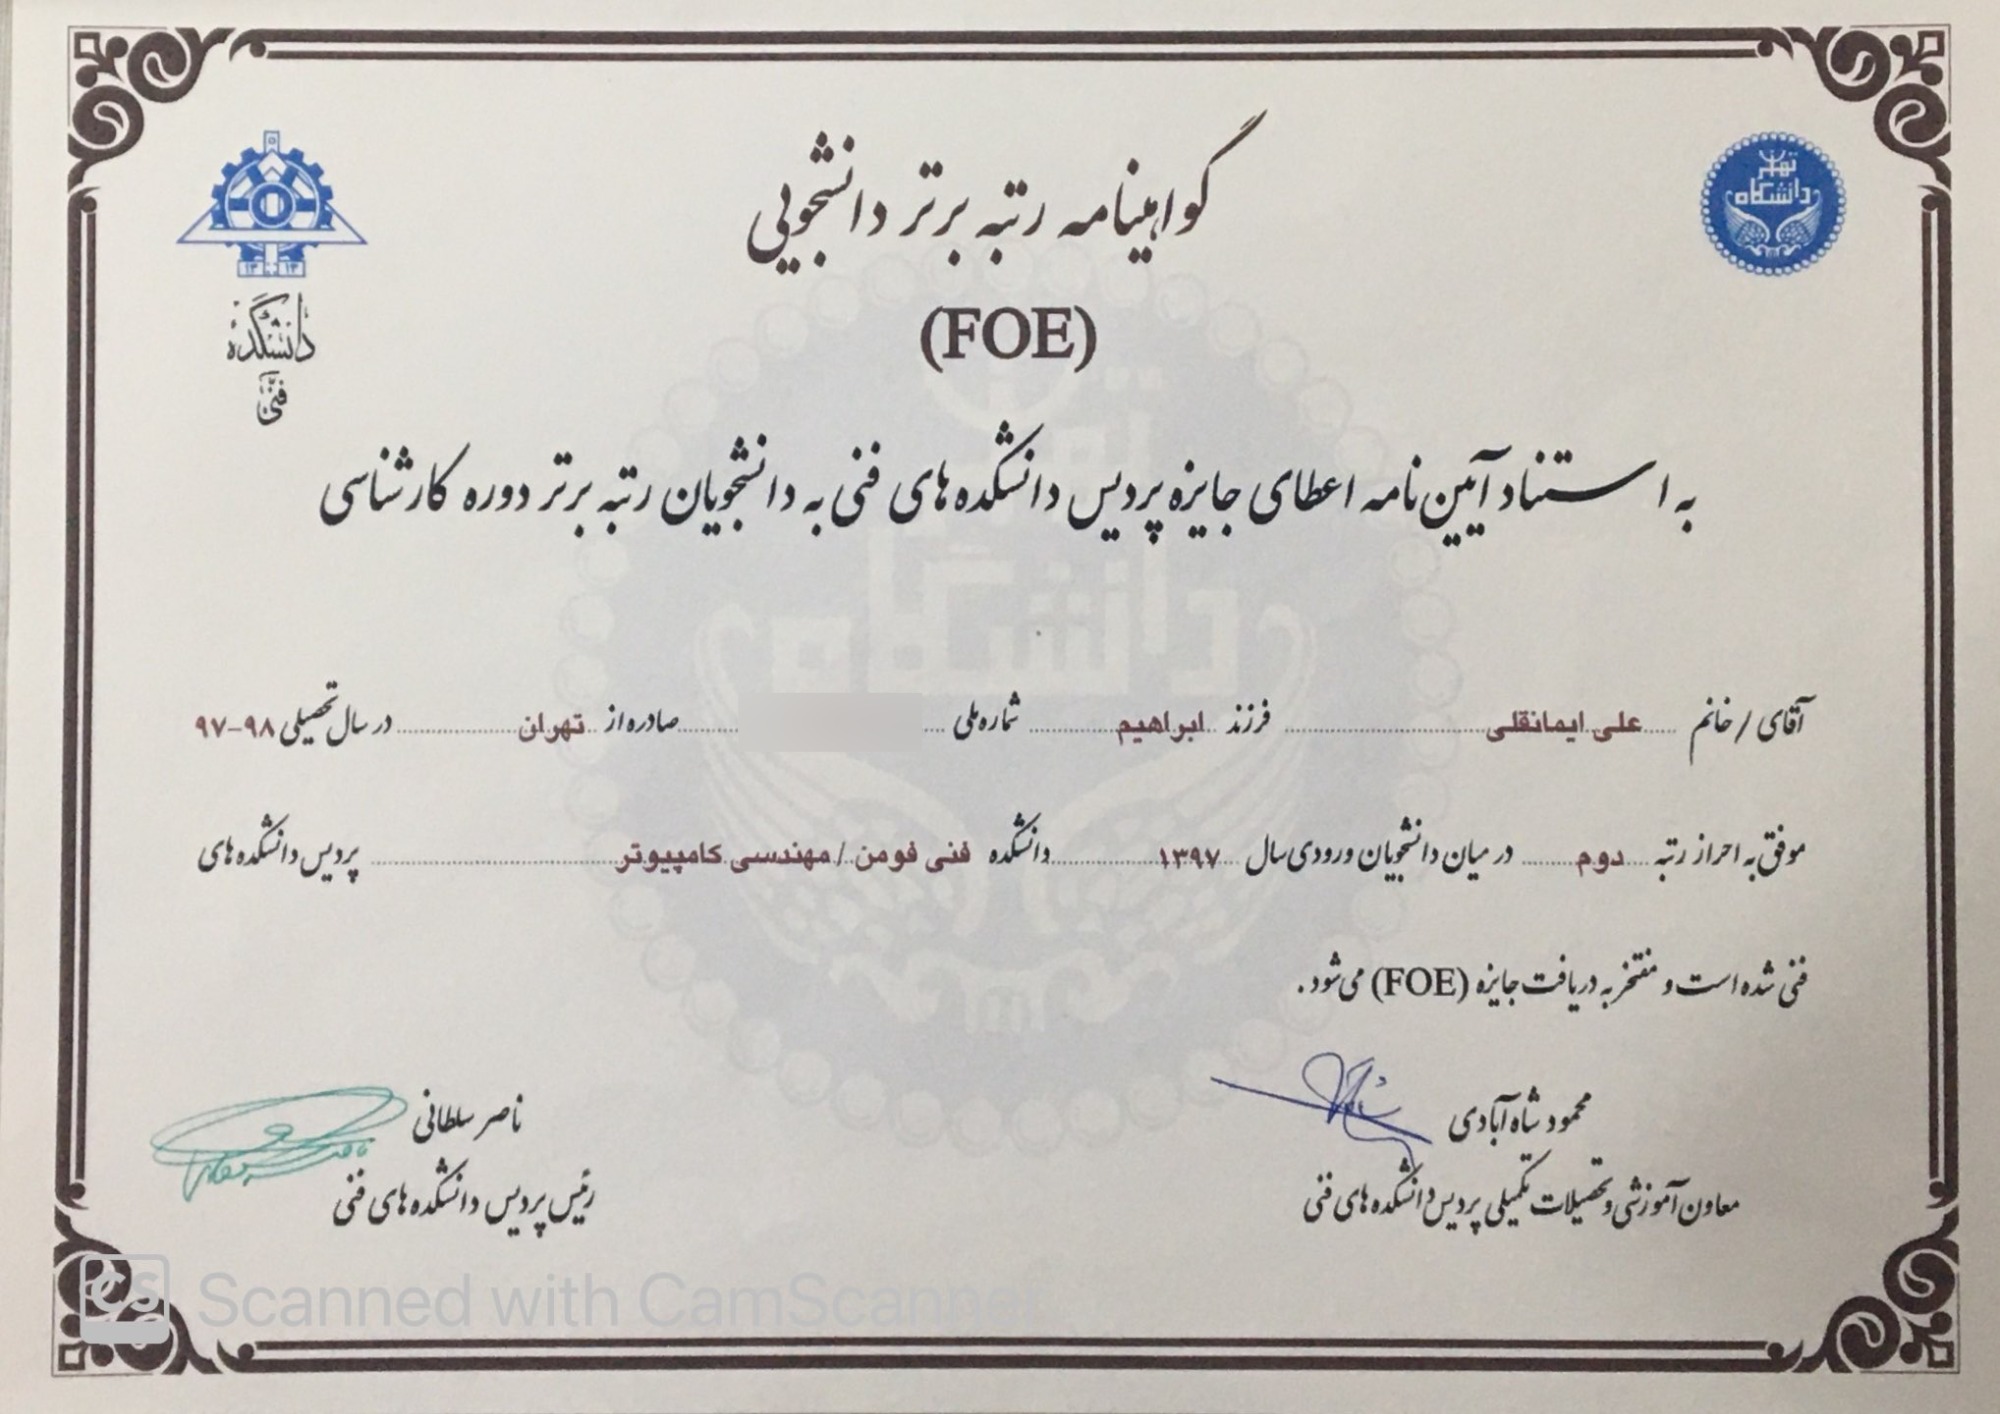 گواهینامه رتبه برتر دانشجویی
(FOE)
تهران
دانشگاه
۱۳۱۳
دانشکدهٔ
فنّی
به استناد آیین نامه اعطای جایزه پردیس دانشکده های فنی به دانشجویان رتبه برتر دوره کارشناسی
آقای / خانم علی ایمانقلی فرزند ابراهیم شماره ملی صادره از تهران در سال تحصیلی ۹۷-۹۸
موفق به احراز رتبه دوم در میان دانشجویان ورودی سال ۱۳۹۷ دانشکده فنی فومن / مهندسی کامپیوتر پردیس دانشکده های
فنی شده است و مفتخر به دریافت جایزه (FOE) می شود .
محمود شاه آبادی
معاون آموزشی و تحصیلات تکمیلی پردیس دانشکده های فنی
ناصر سلطانی
رئیس پردیس دانشکده های فنی
CS Scanned with CamScanner